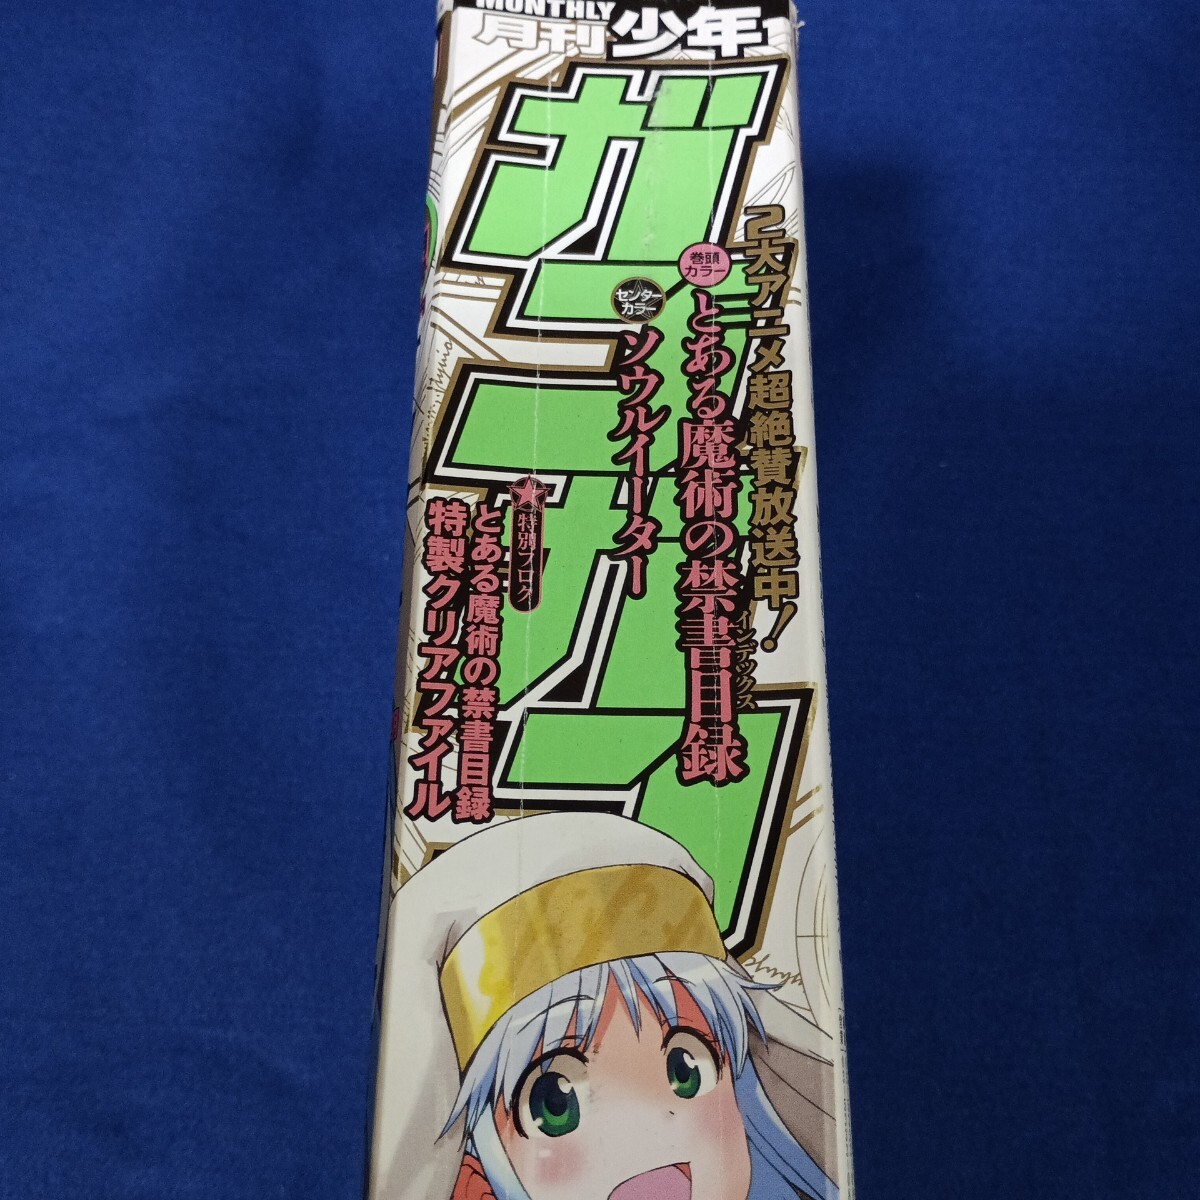 MONTHLY
月刊少年
ガンガン
2大アニメ超絶賛放送中!
巻頭
カラー
とある魔術の禁書目録
インデックス
センター
カラー
ソウルイーター
特別フロク
とある魔術の禁書目録
特製クリアファイル